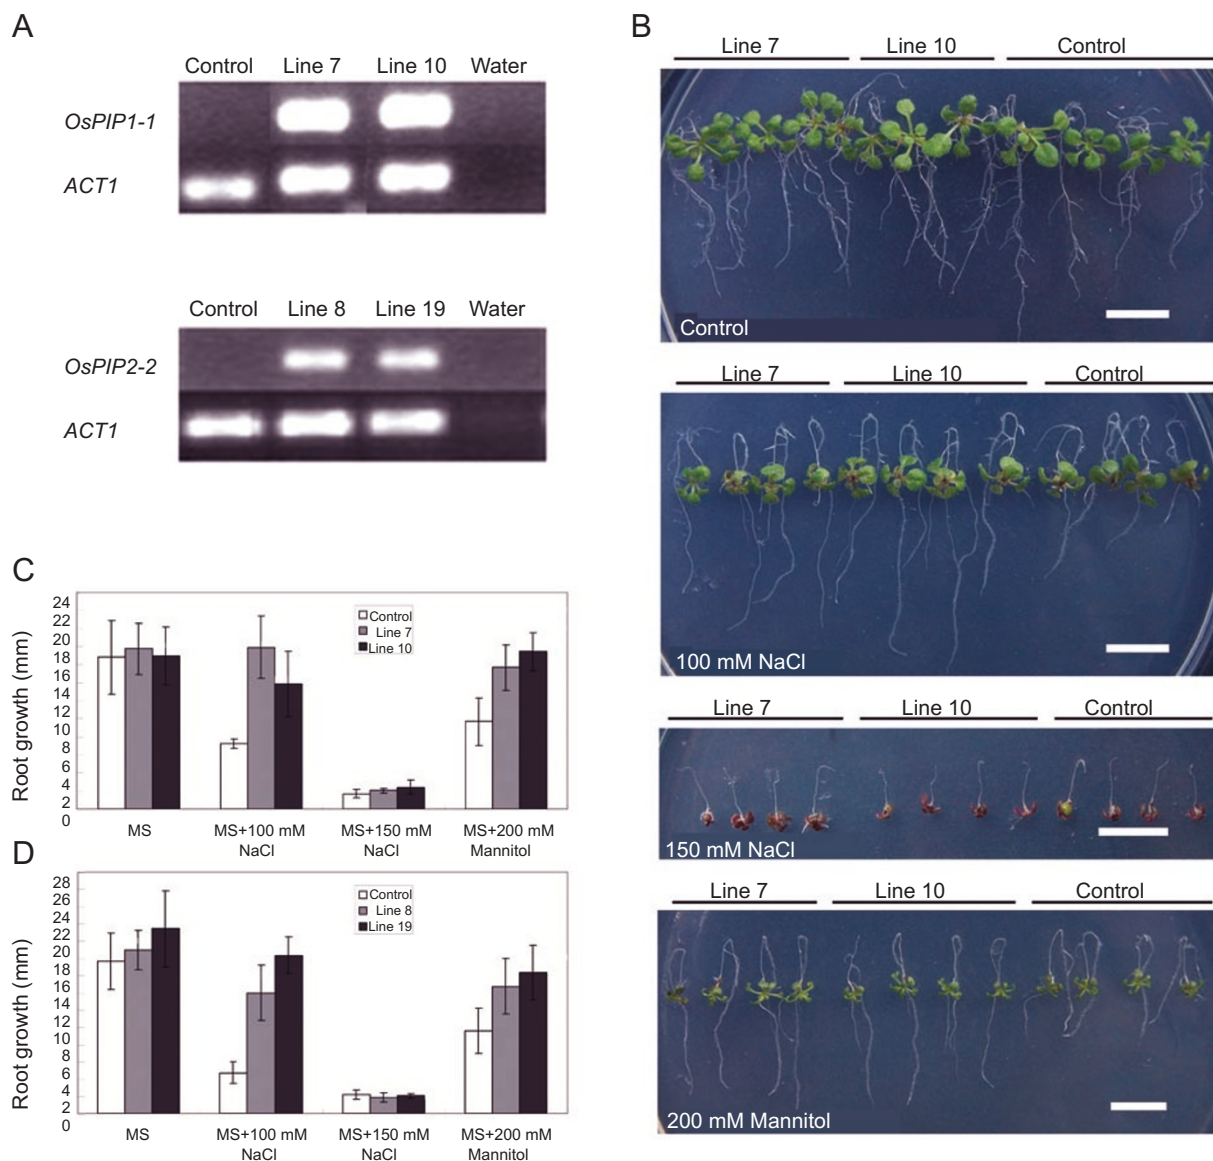 A
Control Line 7 Line 10 Water
OsPIP1-1
ACT1
Control Line 8 Line 19 Water
OsPIP2-2
ACT1
B
Line 7 Line 10 Control
Control
Line 7 Line 10 Control
100 mM NaCl
Line 7 Line 10 Control
150 mM NaCl
Line 7 Line 10 Control
200 mM Mannitol
C
Root growth (mm)
24
20
18
16
14
12
10
8
6
4
2
0
Control
Line 7
Line 10
MS MS+100 mM MS+150 mM MS+200 mM
NaCl NaCl Mannitol
D
Root growth (mm)
28
26
24
22
20
18
16
14
12
10
8
6
4
2
0
Control
Line 8
Line 19
MS MS+100 mM MS+150 mM MS+200 mM
NaCl NaCl Mannitol